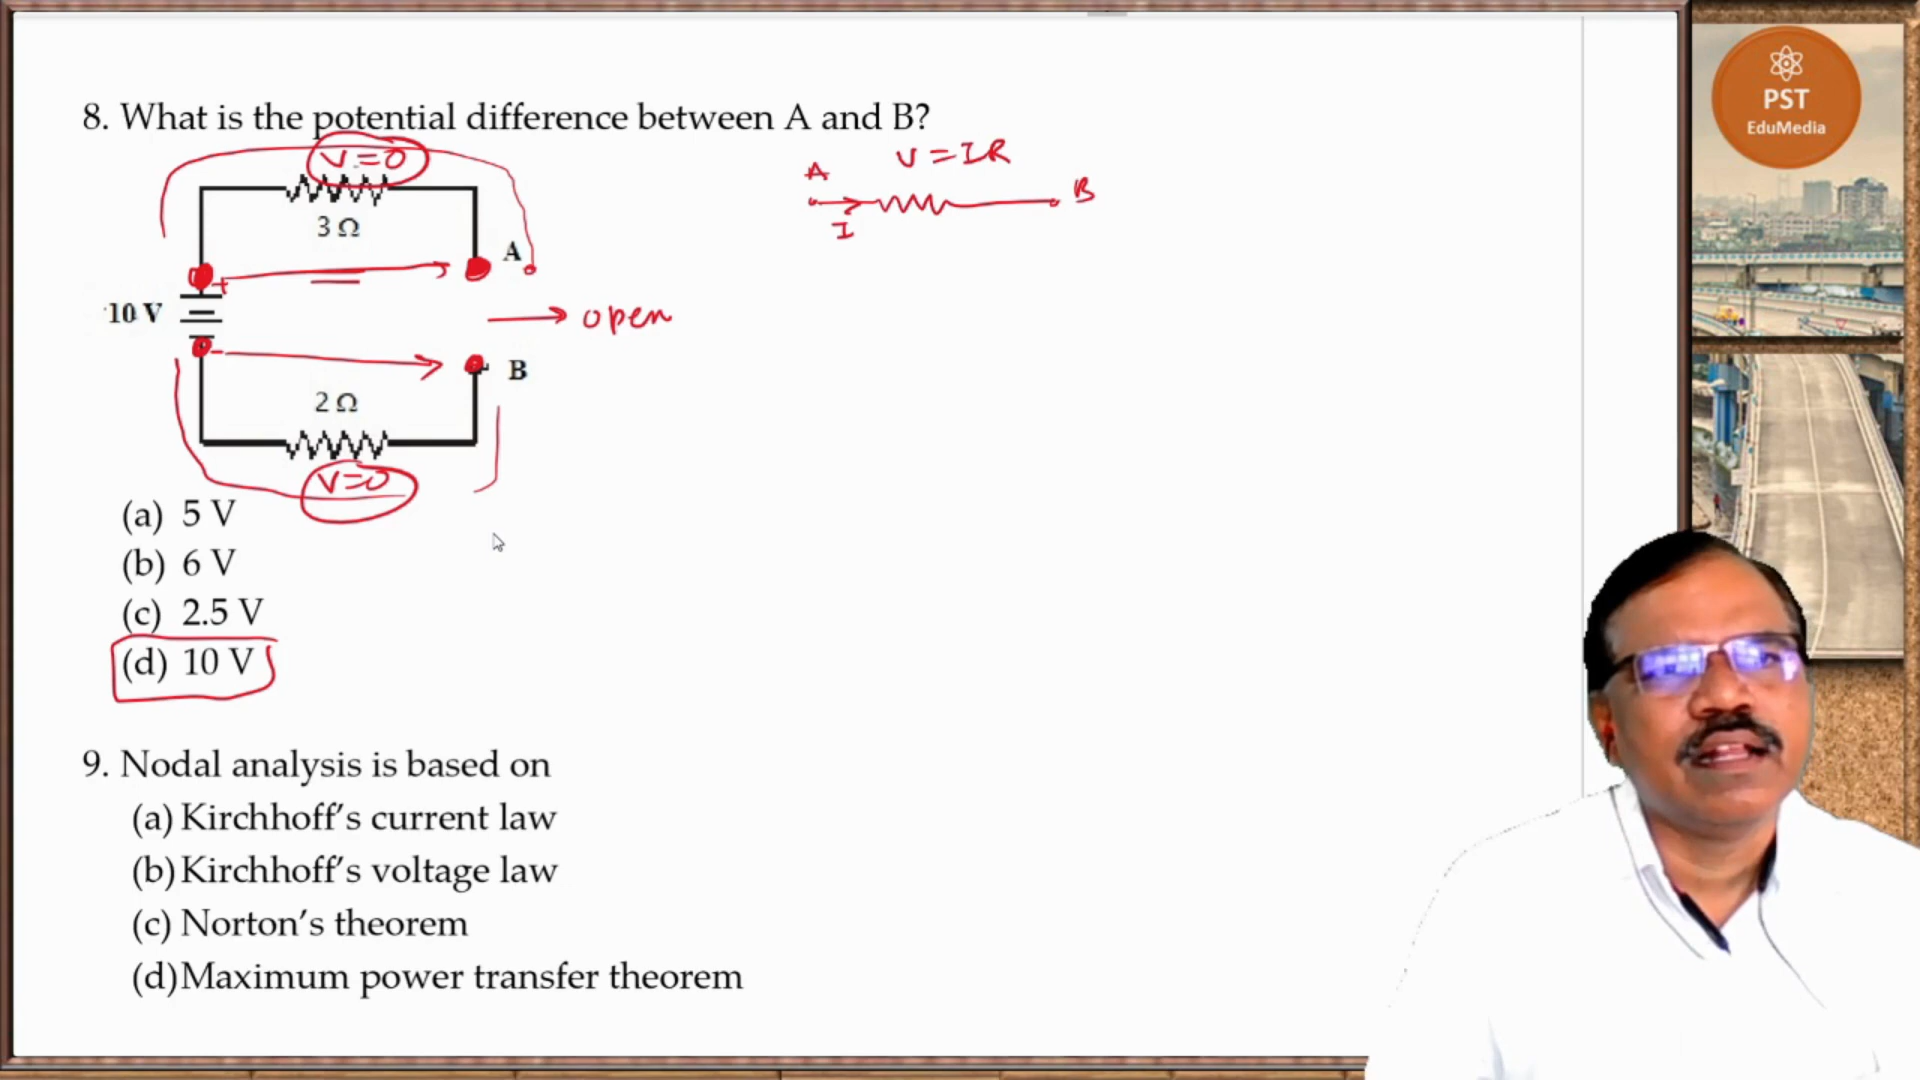 8. What is the potential difference between A and B?
V=0
3 Ω
A
+
10 V
open
-
B
2 Ω
V=0
V = IR
A
B
I
(a) 5 V
(b) 6 V
(c) 2.5 V
(d) 10 V
9. Nodal analysis is based on
(a) Kirchhoff's current law
(b) Kirchhoff's voltage law
(c) Norton's theorem
(d) Maximum power transfer theorem
PST
EduMedia